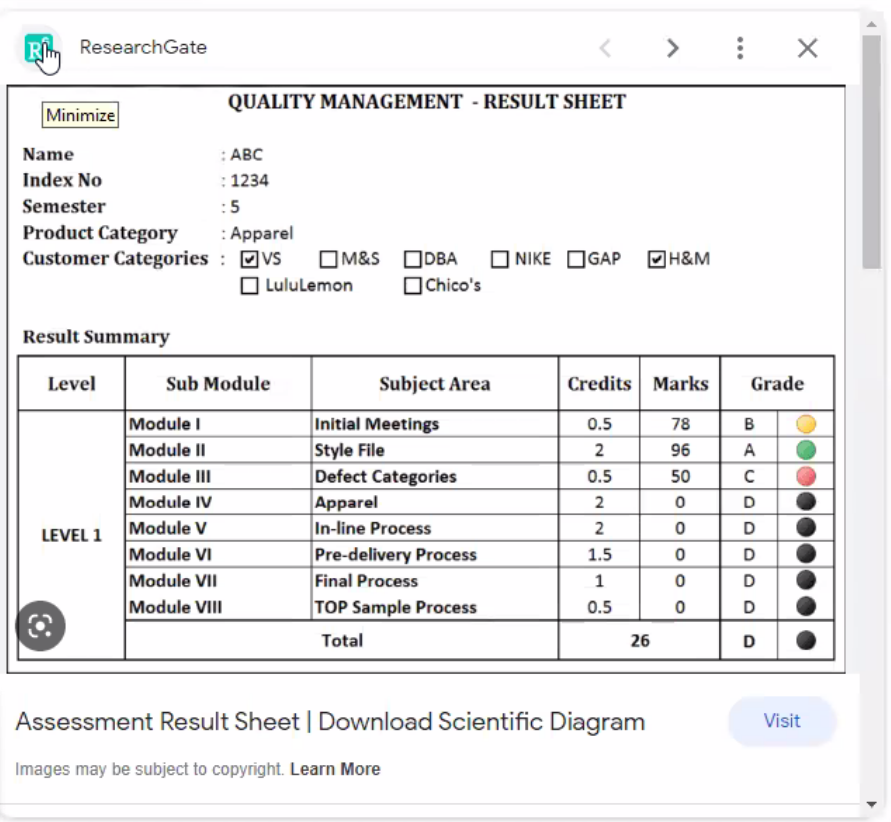 ResearchGate
Minimize
QUALITY MANAGEMENT - RESULT SHEET
Name : ABC
Index No : 1234
Semester : 5
Product Category : Apparel
Customer Categories : VS M&S DBA NIKE GAP H&M
LuluLemon Chico's
Result Summary
Level Sub Module Subject Area Credits Marks Grade
Module I Initial Meetings 0.5 78 B
Module II Style File 2 96 A
Module III Defect Categories 0.5 50 C
Module IV Apparel 2 0 D
LEVEL 1 Module V In-line Process 2 0 D
Module VI Pre-delivery Process 1.5 0 D
Module VII Final Process 1 0 D
Module VIII TOP Sample Process 0.5 0 D
Total 26 D
Assessment Result Sheet | Download Scientific Diagram
Visit
Images may be subject to copyright. Learn More